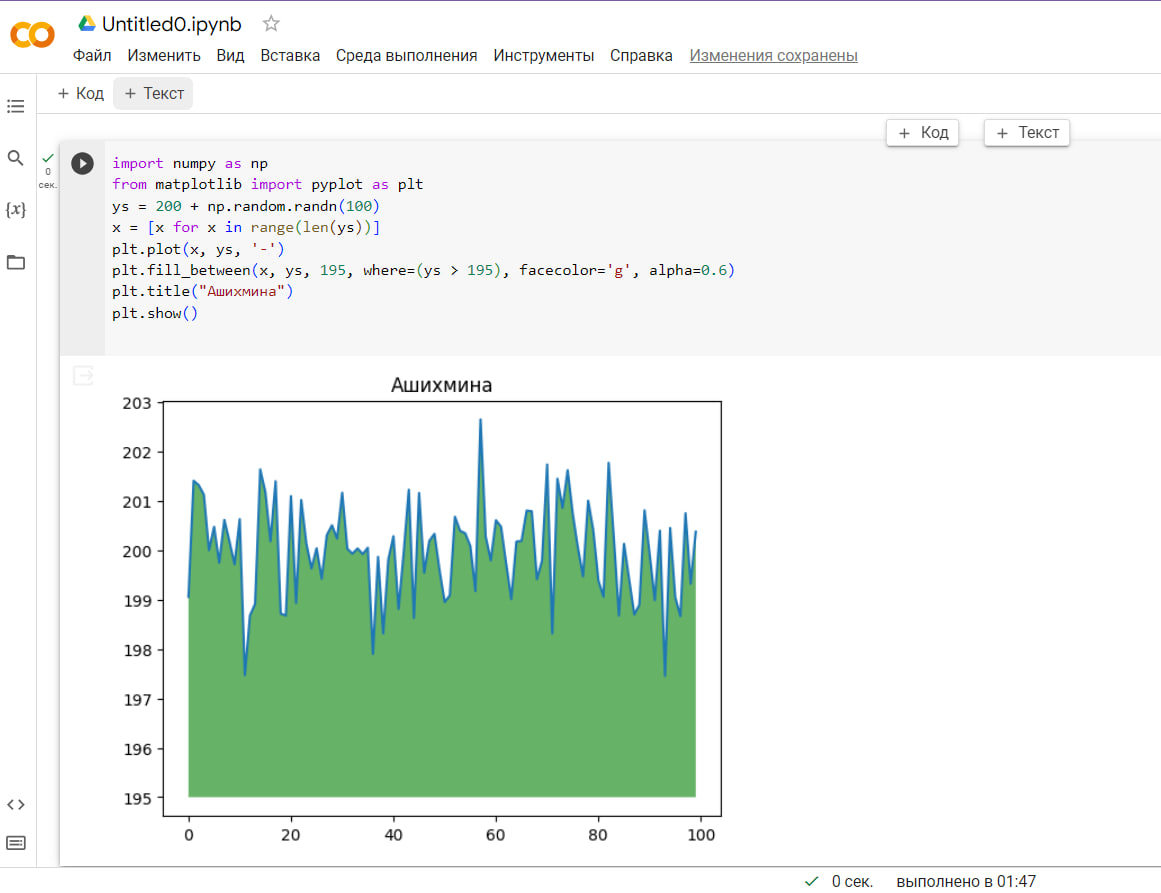 Untitled0.ipynb
Файл Изменить Вид Вставка Среда выполнения Инструменты Справка Изменения сохранены
+ Код + Текст
+ Код + Текст
0
сек.
{x}
import numpy as np
from matplotlib import pyplot as plt
ys = 200 + np.random.randn(100)
x = [x for x in range(len(ys))]
plt.plot(x, ys, '-')
plt.fill_between(x, ys, 195, where=(ys > 195), facecolor='g', alpha=0.6)
plt.title("Ашихмина")
plt.show()
Ашихмина
203
202
201
200
199
198
197
196
195
0 20 40 60 80 100
0 сек. выполнено в 01:47